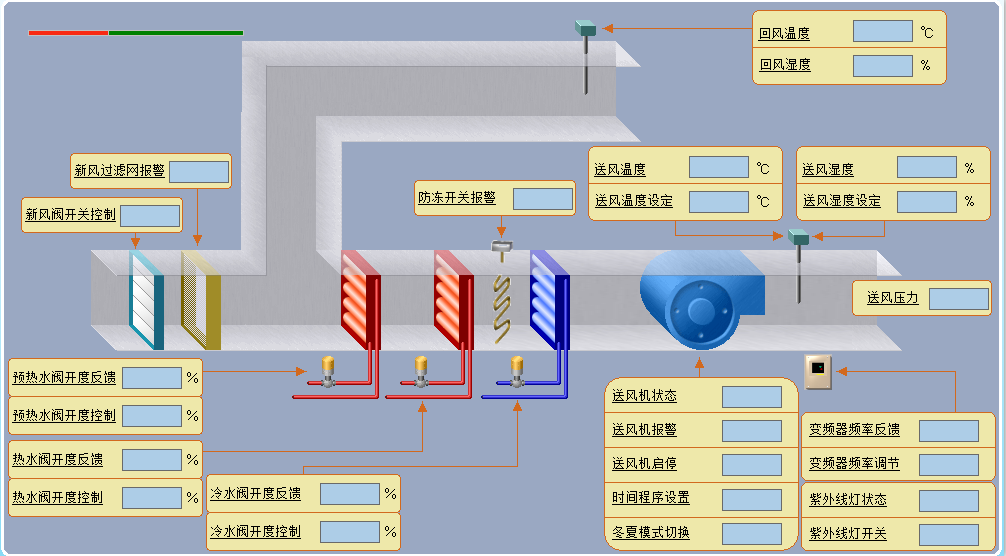 回风温度 ℃
回风湿度 %
新风过滤网报警
新风阀开关控制
防冻开关报警
送风温度 ℃
送风温度设定 ℃
送风湿度 %
送风湿度设定 %
送风压力
预热水阀开度反馈 %
预热水阀开度控制 %
热水阀开度反馈 %
热水阀开度控制 %
冷水阀开度反馈 %
冷水阀开度控制 %
送风机状态
送风机报警
送风机启停
时间程序设置
冬夏模式切换
变频器频率反馈
变频器频率调节
紫外线灯状态
紫外线灯开关